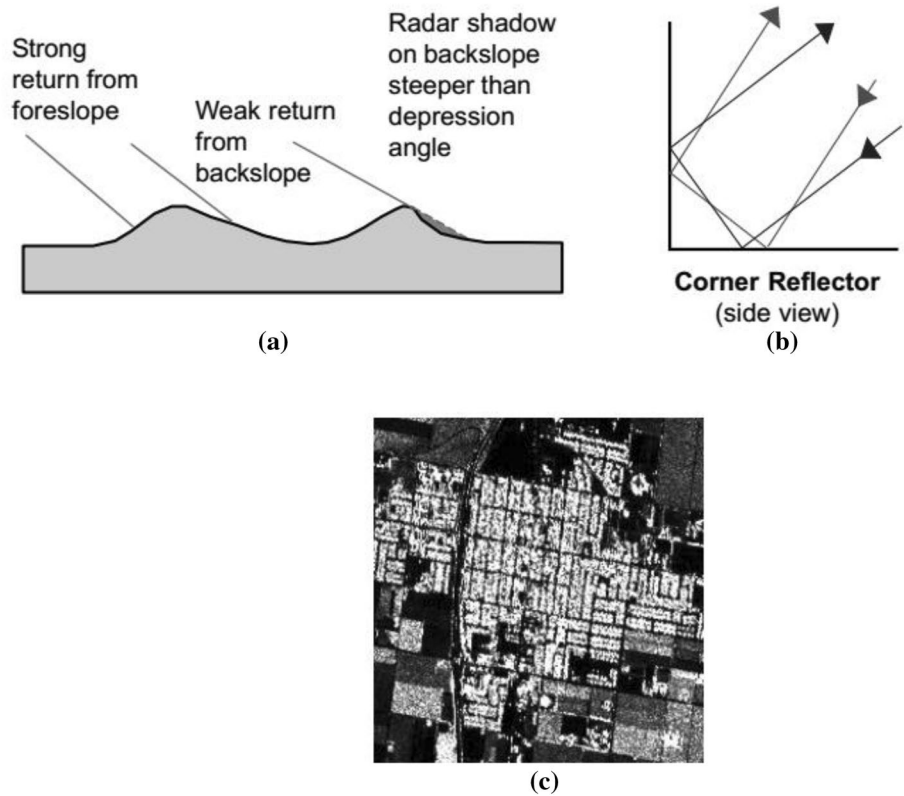 Strong
return from
foreslope
Weak return
from
backslope
Radar shadow
on backslope
steeper than
depression
angle
(a)
Corner Reflector
(side view)
(b)
(c)